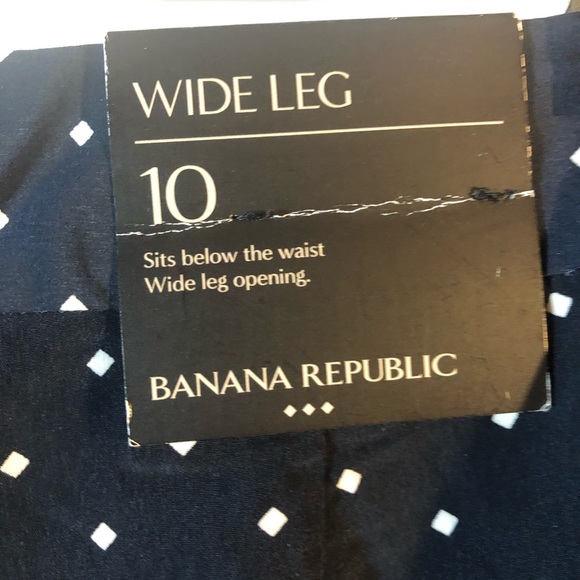 WIDE LEG
10
Sits below the waist
Wide leg opening.
BANANA REPUBLIC